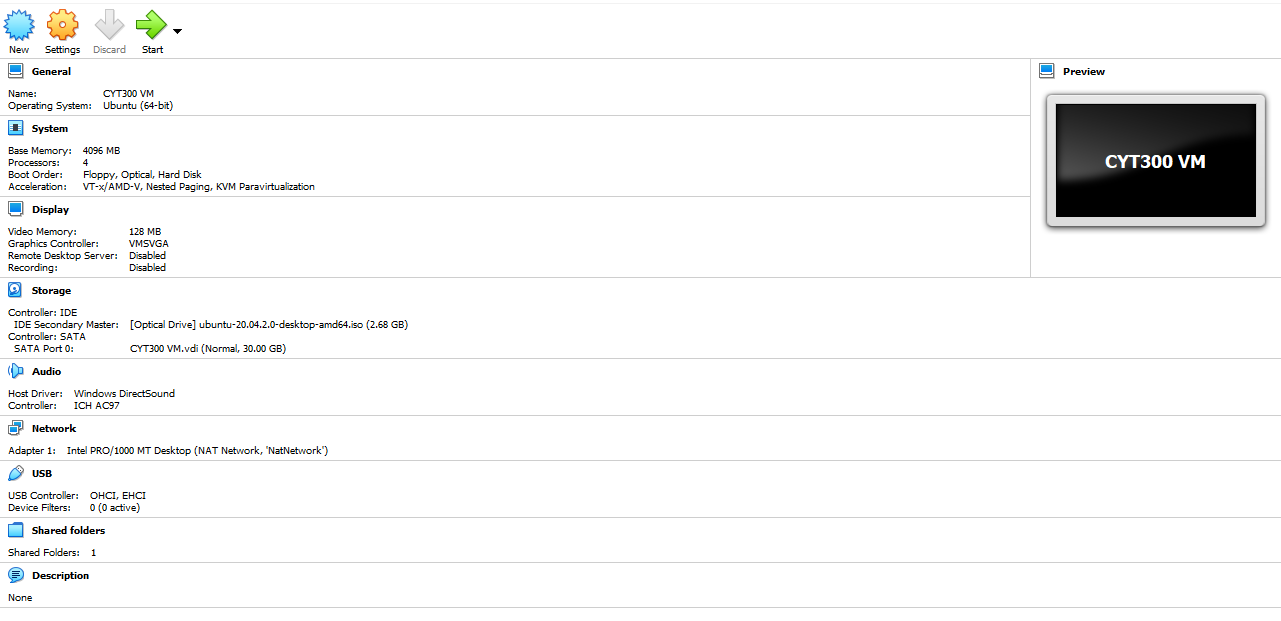 New Settings Discard Start
General
Name: CYT300 VM
Operating System: Ubuntu (64-bit)
System
Base Memory: 4096 MB
Processors: 4
Boot Order: Floppy, Optical, Hard Disk
Acceleration: VT-x/AMD-V, Nested Paging, KVM Paravirtualization
Display
Video Memory: 128 MB
Graphics Controller: VMSVGA
Remote Desktop Server: Disabled
Recording: Disabled
Preview
CYT300 VM
Storage
Controller: IDE
IDE Secondary Master: [Optical Drive] ubuntu-20.04.2.0-desktop-amd64.iso (2.68 GB)
Controller: SATA
SATA Port 0: CYT300 VM.vdi (Normal, 30.00 GB)
Audio
Host Driver: Windows DirectSound
Controller: ICH AC97
Network
Adapter 1: Intel PRO/1000 MT Desktop (NAT Network, 'NatNetwork')
USB
USB Controller: OHCI, EHCI
Device Filters: 0 (0 active)
Shared folders
Shared Folders: 1
Description
None